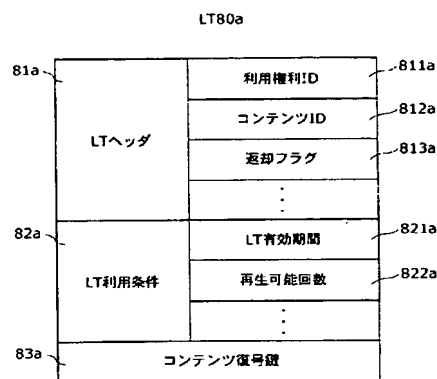 LT80a
81a
811a
利用権利ID
812a
コンテンツID
LTヘッダ
813a
返却フラグ
82a
821a
LT有効期間
822a
LT利用条件
再生可能回数
83a
コンテンツ復号鍵